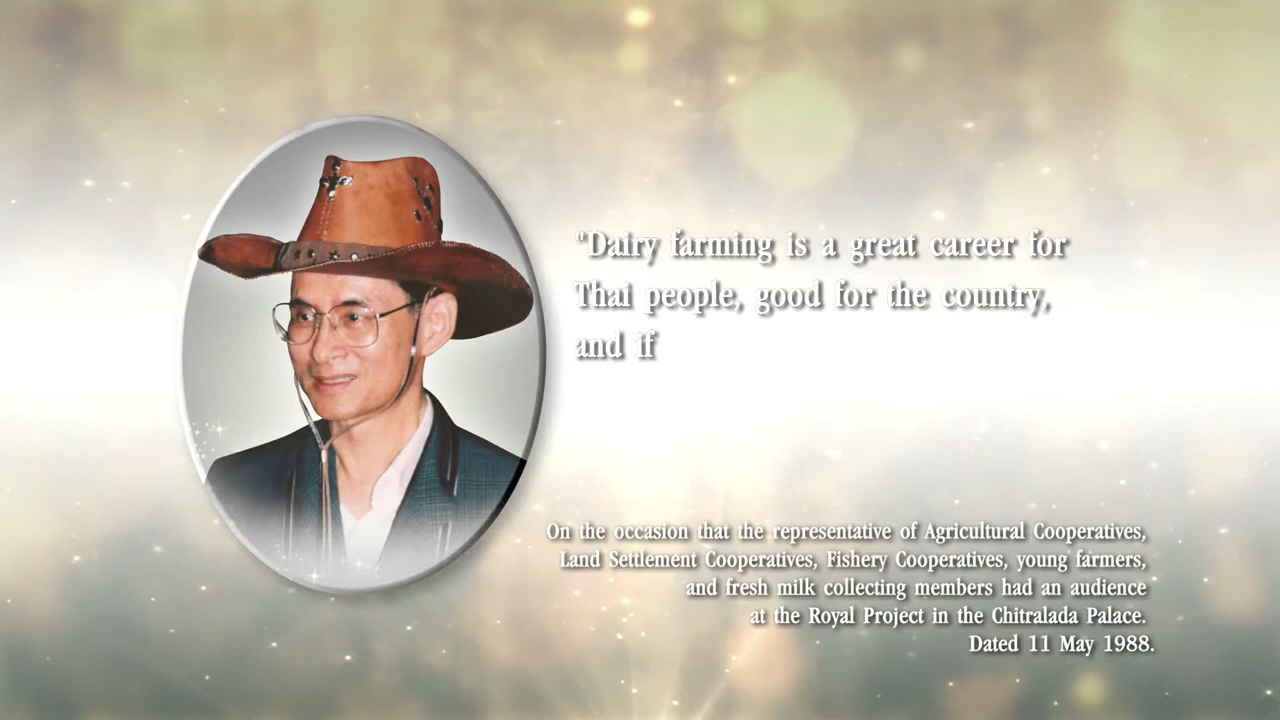 "Dairy farming is a great career for
Thai people, good for the country,
and if
On the occasion that the representative of Agricultural Cooperatives,
Land Settlement Cooperatives, Fishery Cooperatives, young farmers,
and fresh milk collecting members had an audience
at the Royal Project in the Chitralada Palace.
Dated 11 May 1988.